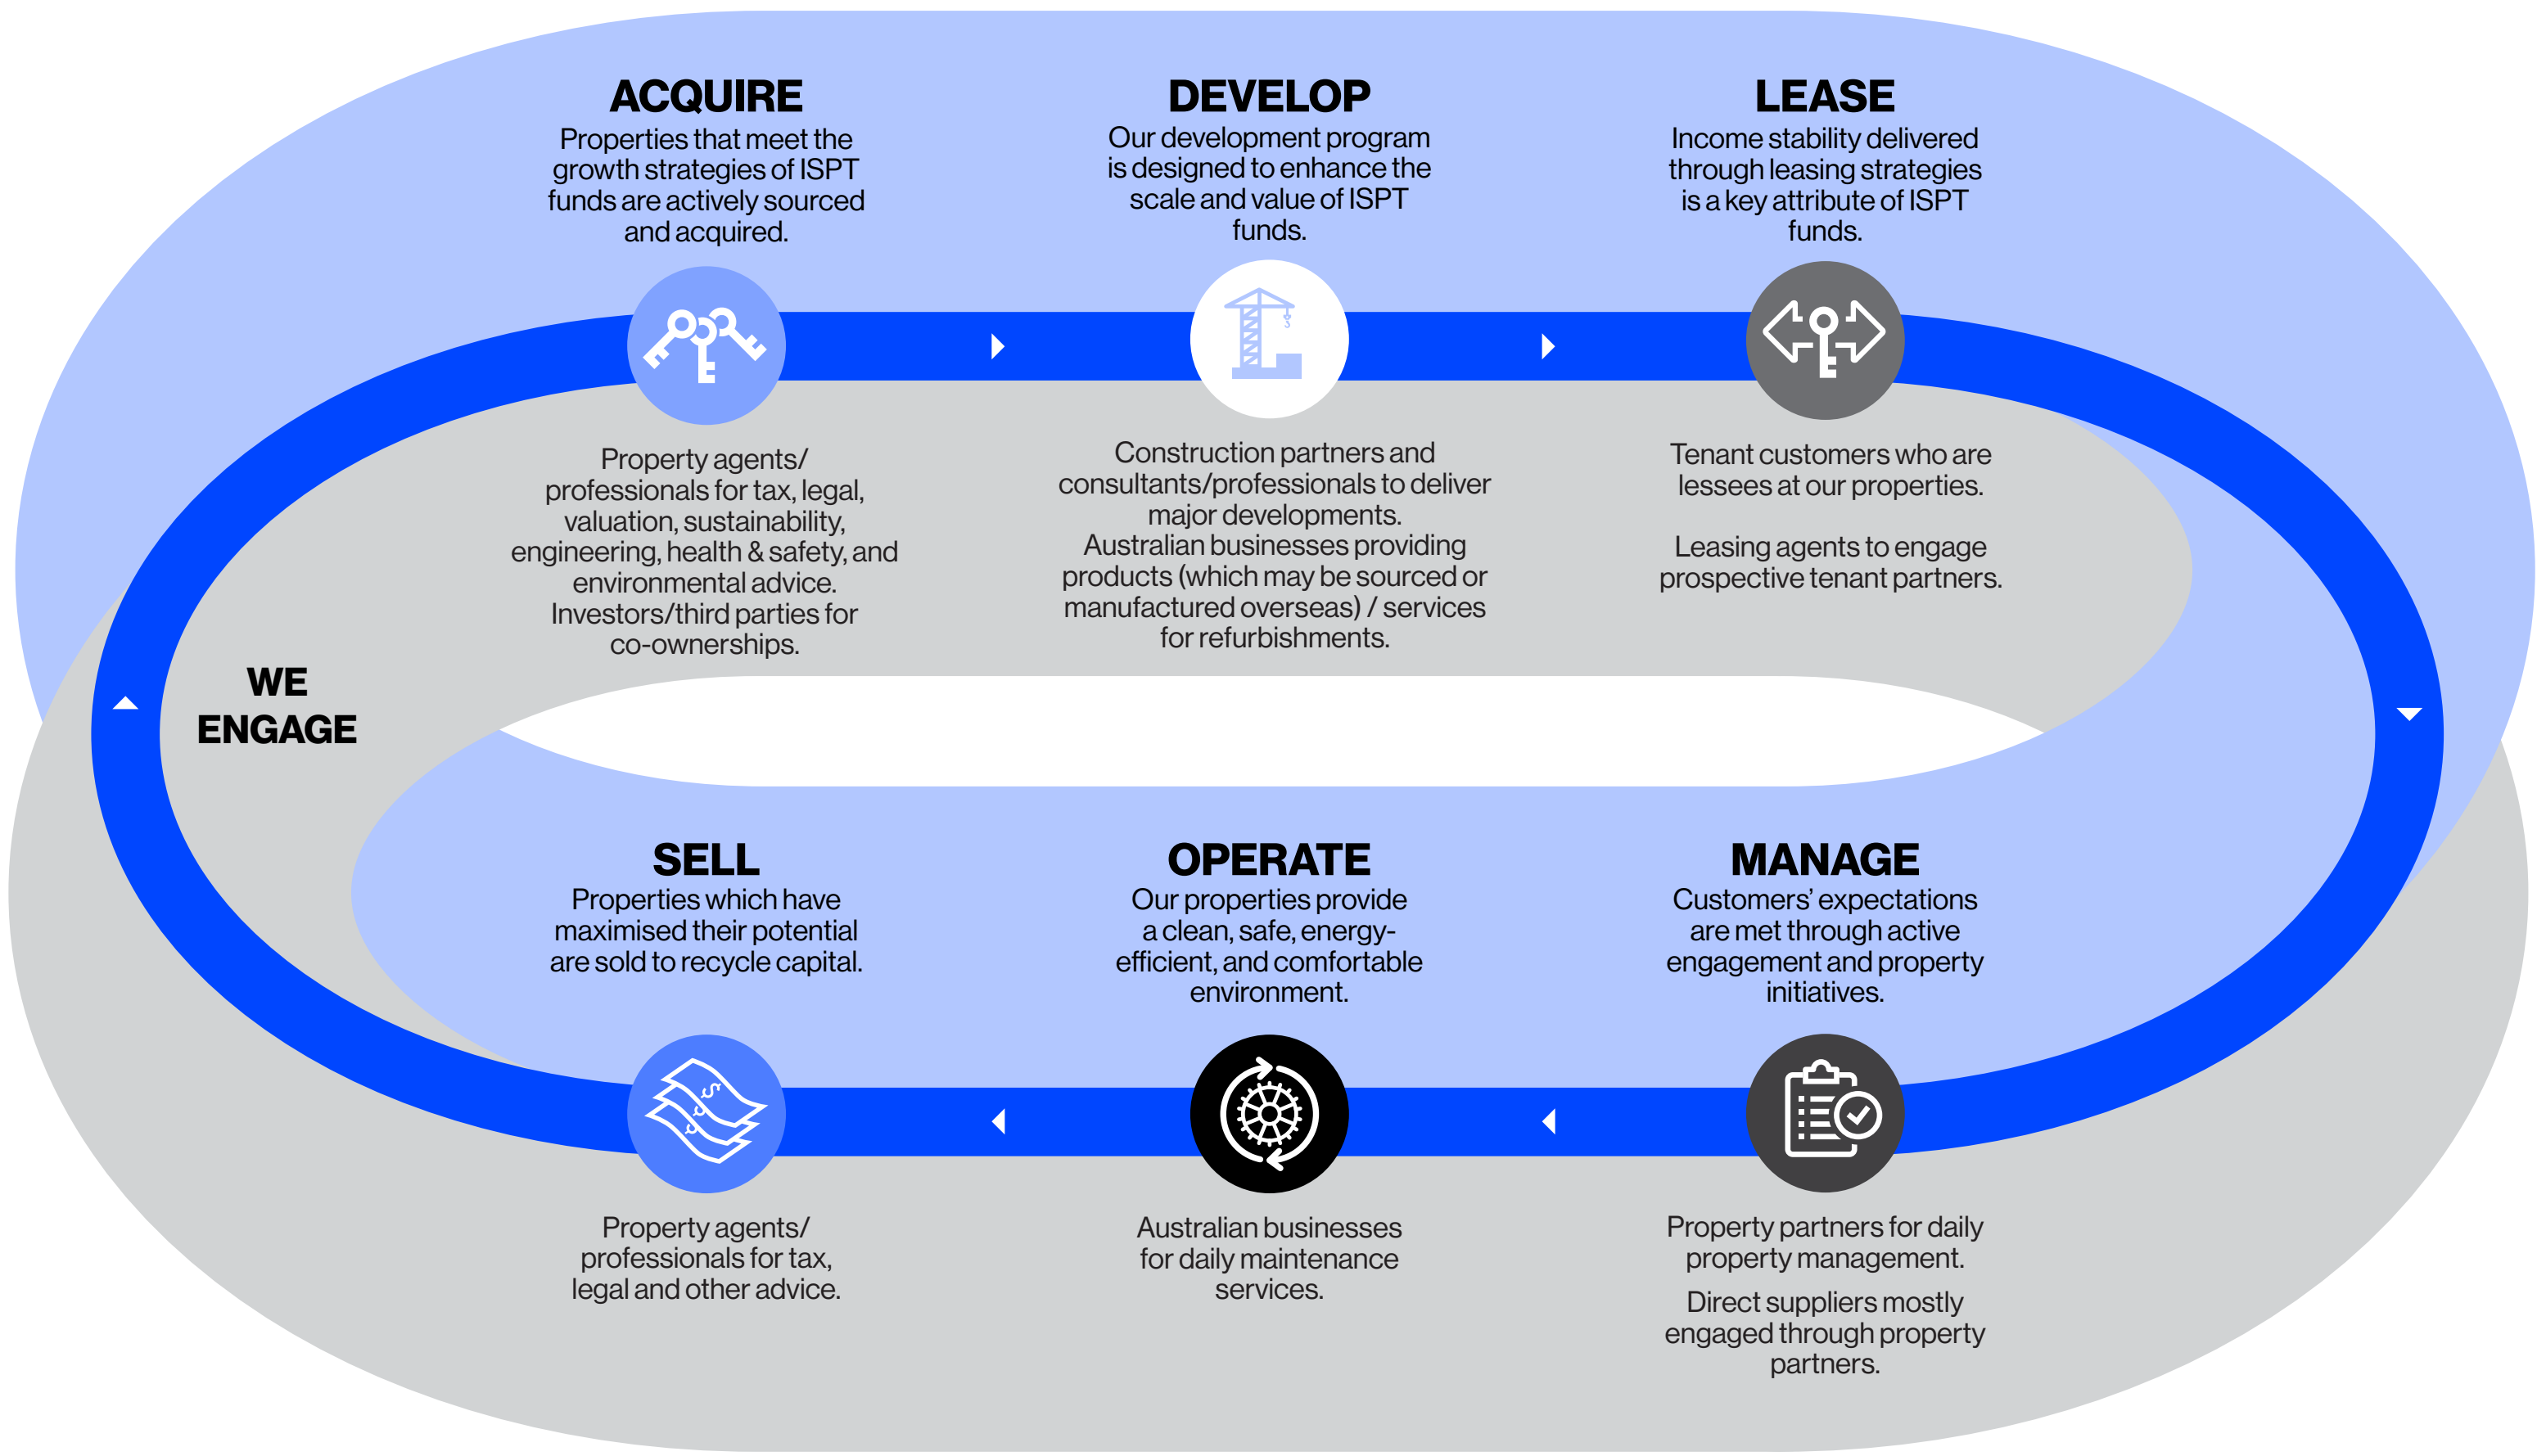 ACQUIRE
Properties that meet the
growth strategies of ISPT
funds are actively sourced
and acquired.
DEVELOP
Our development program
is designed to enhance the
scale and value of ISPT
funds.
LEASE
Income stability delivered
through leasing strategies
is a key attribute of ISPT
funds.
Property agents/
professionals for tax, legal,
valuation, sustainability,
engineering, health & safety, and
environmental advice.
Investors/third parties for
co-ownerships.
Construction partners and
consultants/professionals to deliver
major developments.
Australian businesses providing
products (which may be sourced or
manufactured overseas) / services
for refurbishments.
Tenant customers who are
lessees at our properties.
Leasing agents to engage
prospective tenant partners.
WE
ENGAGE
SELL
Properties which have
maximised their potential
are sold to recycle capital.
OPERATE
Our properties provide
a clean, safe, energy-
efficient, and comfortable
environment.
MANAGE
Customers’ expectations
are met through active
engagement and property
initiatives.
Property agents/
professionals for tax,
legal and other advice.
Australian businesses
for daily maintenance
services.
Property partners for daily
property management.
Direct suppliers mostly
engaged through property
partners.